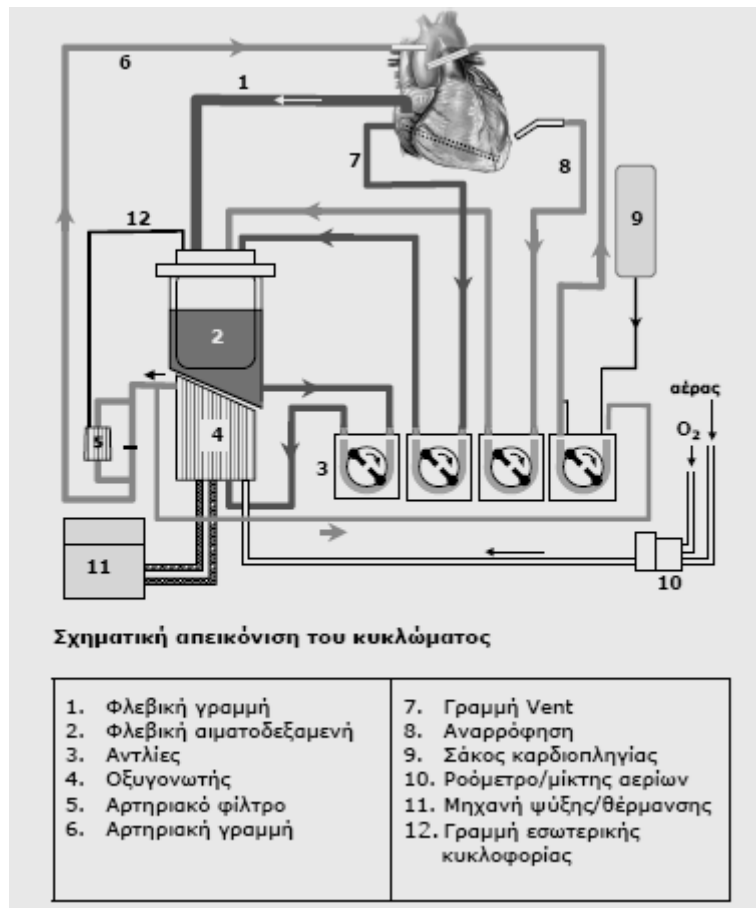 6
1
7
8
12
9
2
αέρας
O₂
5
4
3
11
10
Σχηματική απεικόνιση του κυκλώματος
1. Φλεβική γραμμή
2. Φλεβική αιματοδεξαμενή
3. Αντλίες
4. Οξυγονωτής
5. Αρτηριακό φίλτρο
6. Αρτηριακή γραμμή
7. Γραμμή Vent
8. Αναρρόφηση
9. Σάκος καρδιοπληγίας
10. Ροόμετρο/μίκτης αερίων
11. Μηχανή ψύξης/θέρμανσης
12. Γραμμή εσωτερικής
κυκλοφορίας